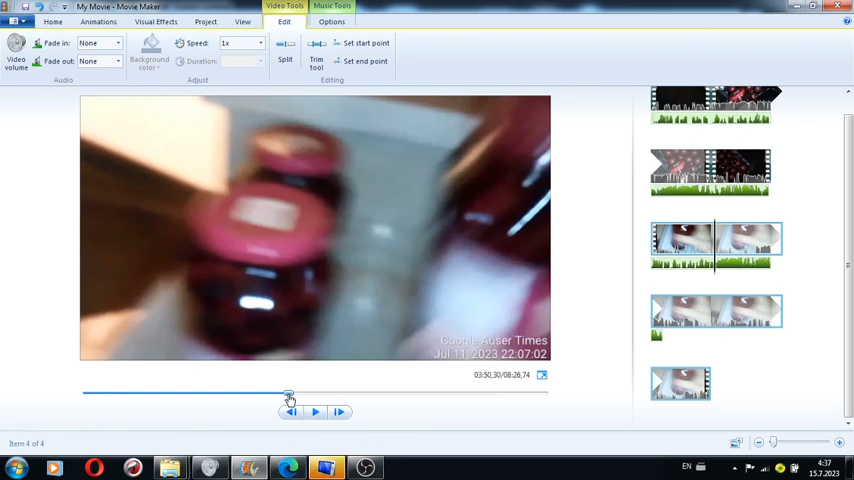 My Movie - Movie Maker
Video Tools
Music Tools
Home
Animations
Visual Effects
Project
View
Edit
Options
Video volume
Fade in: None
Fade out: None
Background color
Speed: 1x
Duration:
Split
Trim tool
Set start point
Set end point
Audio
Adjust
Editing
Google Auser Times
Jul 11, 2023 22:07:02
03:50,30/08:26,74
Item 4 of 4
EN
4:37
15.7.2023